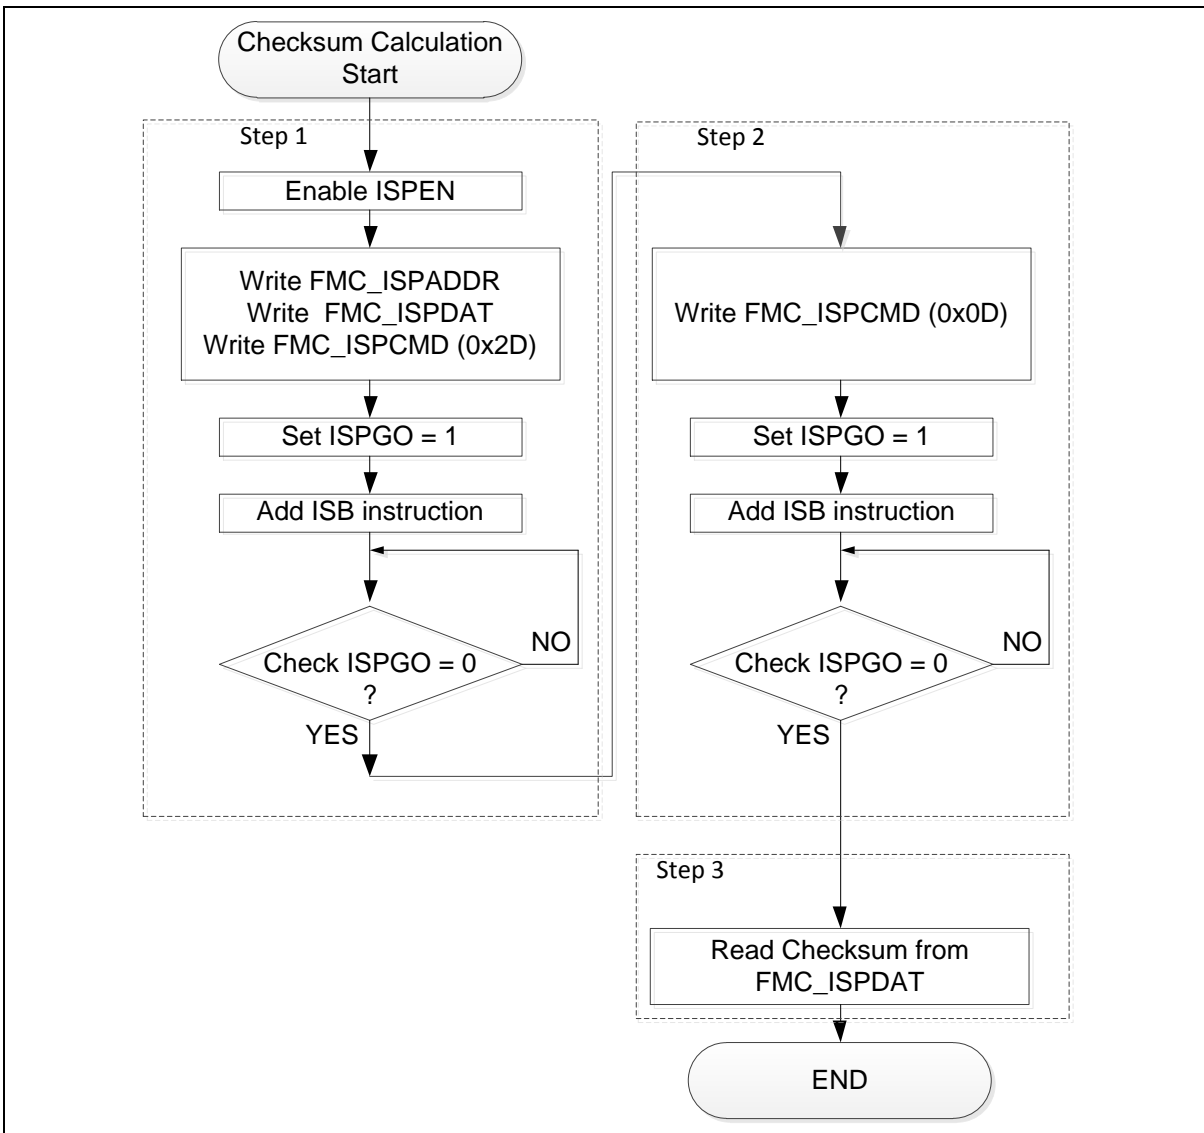 Checksum Calculation
Start
Step 1
Enable ISPEN
Write FMC_ISPADDR
Write FMC_ISPDAT
Write FMC_ISPCMD (0x2D)
Set ISPGO = 1
Add ISB instruction
Check ISPGO = 0
?
NO
YES
Step 2
Write FMC_ISPCMD (0x0D)
Set ISPGO = 1
Add ISB instruction
Check ISPGO = 0
?
NO
YES
Step 3
Read Checksum from
FMC_ISPDAT
END